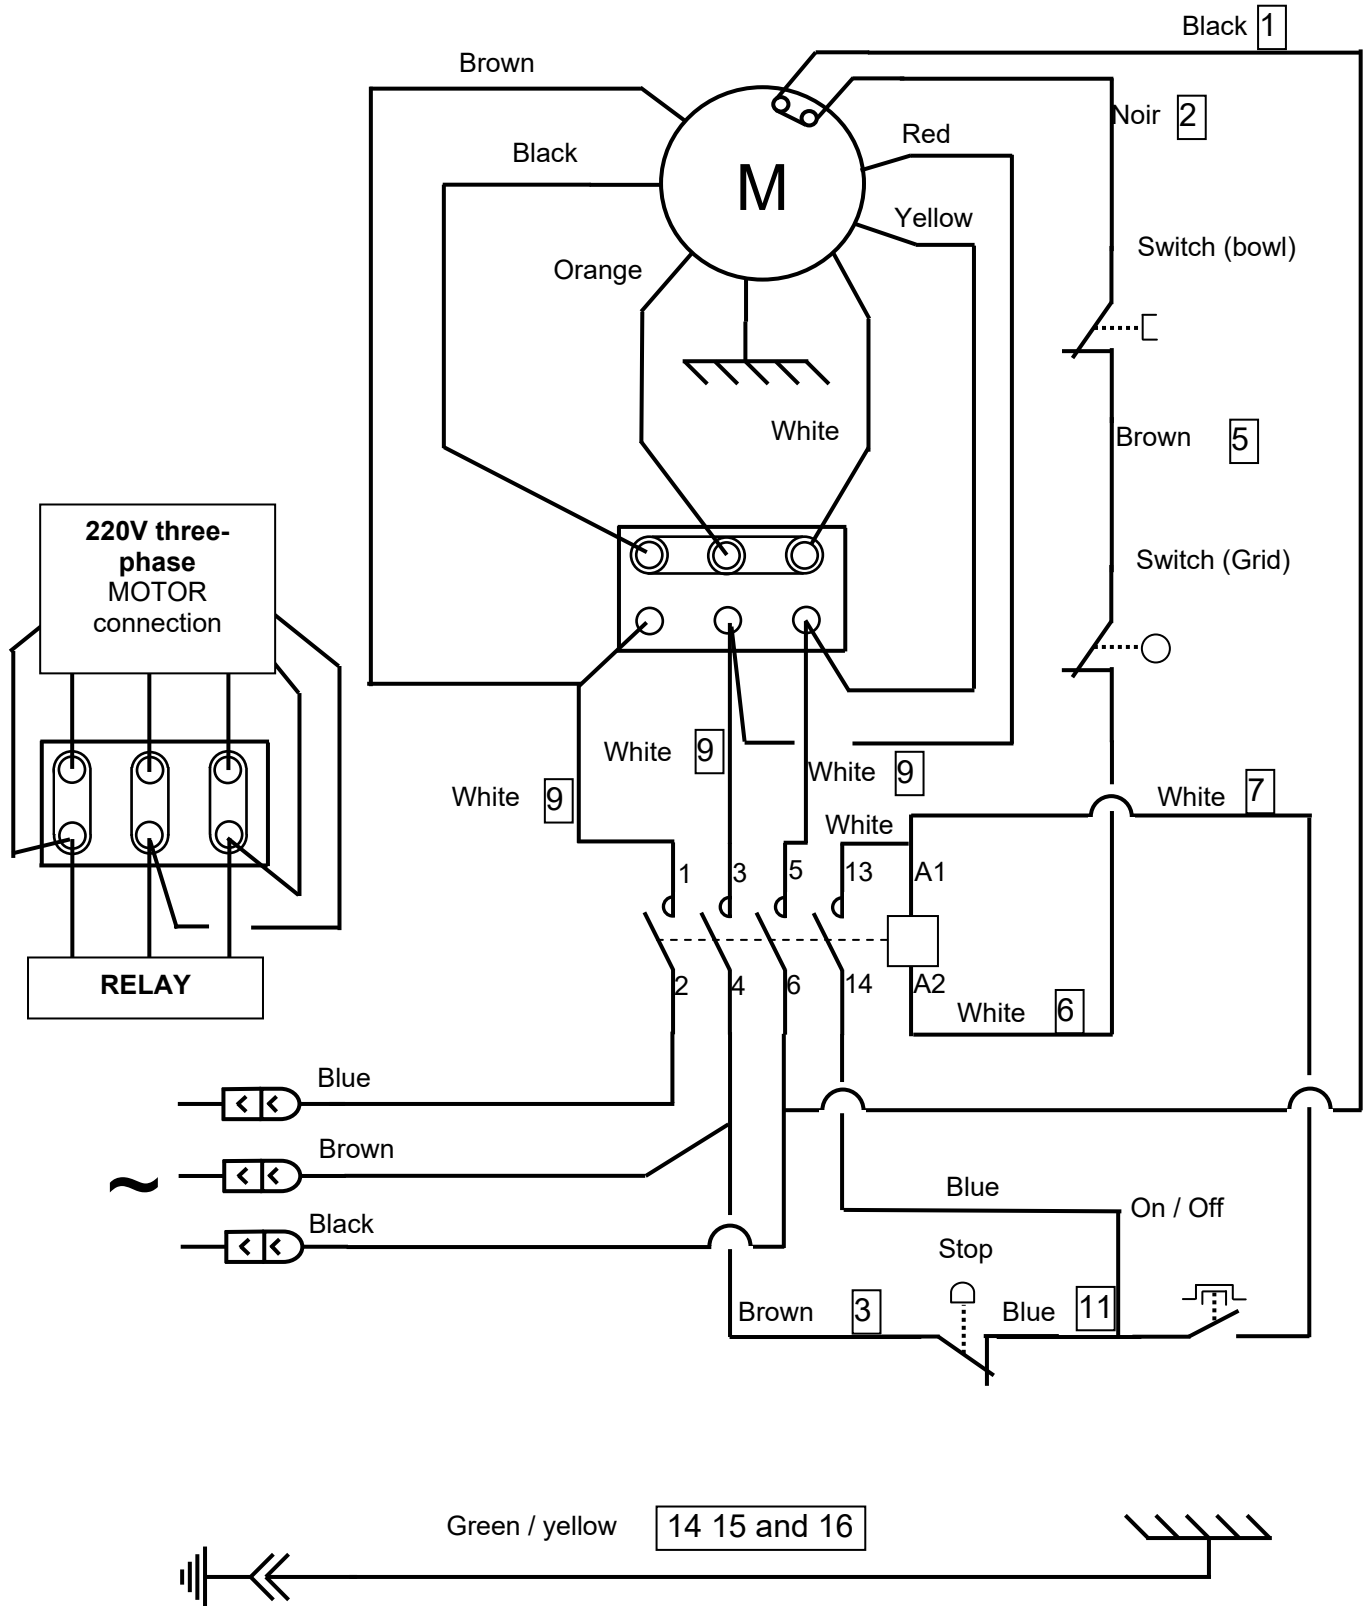 Black 1
Brown
Noir 2
Red
Black
M
Yellow
Switch (bowl)
Orange
White
Brown 5
220V three-
phase
MOTOR
connection
Switch (Grid)
White 9
White 9
White 9
White 7
White
1 3 5 13 A1
RELAY
2 4 6 14 A2
White 6
Blue
Brown
~
Blue
On / Off
Black
Stop
Brown 3
Blue 11
Green / yellow 14 15 and 16